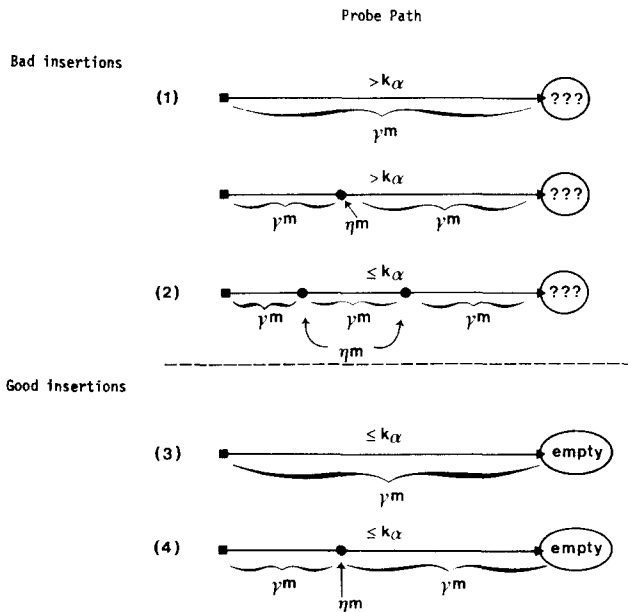 Probe Path
Bad insertions
(1) >kα ???
γm
>kα ???
γm ηm γm
(2) ≤kα ???
γm γm γm
ηm
Good insertions
(3) ≤kα empty
γm
(4) ≤kα empty
γm ηm γm